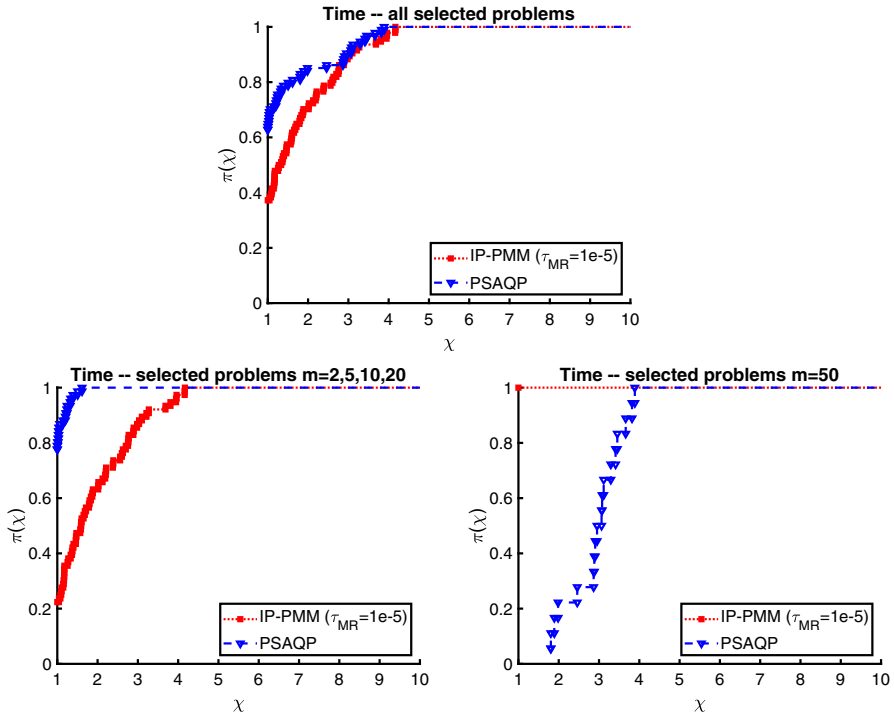 Time -- all selected problems
1
0.8
0.6
0.4
0.2
0
π(χ)
1 2 3 4 5 6 7 8 9 10
χ
IP-PMM (τ_MR=1e-5)
PSAQP
Time -- selected problems m=2,5,10,20
1
0.8
0.6
0.4
0.2
0
π(χ)
1 2 3 4 5 6 7 8 9 10
χ
IP-PMM (τ_MR=1e-5)
PSAQP
Time -- selected problems m=50
1
0.8
0.6
0.4
0.2
0
π(χ)
1 2 3 4 5 6 7 8 9 10
χ
IP-PMM (τ_MR=1e-5)
PSAQP